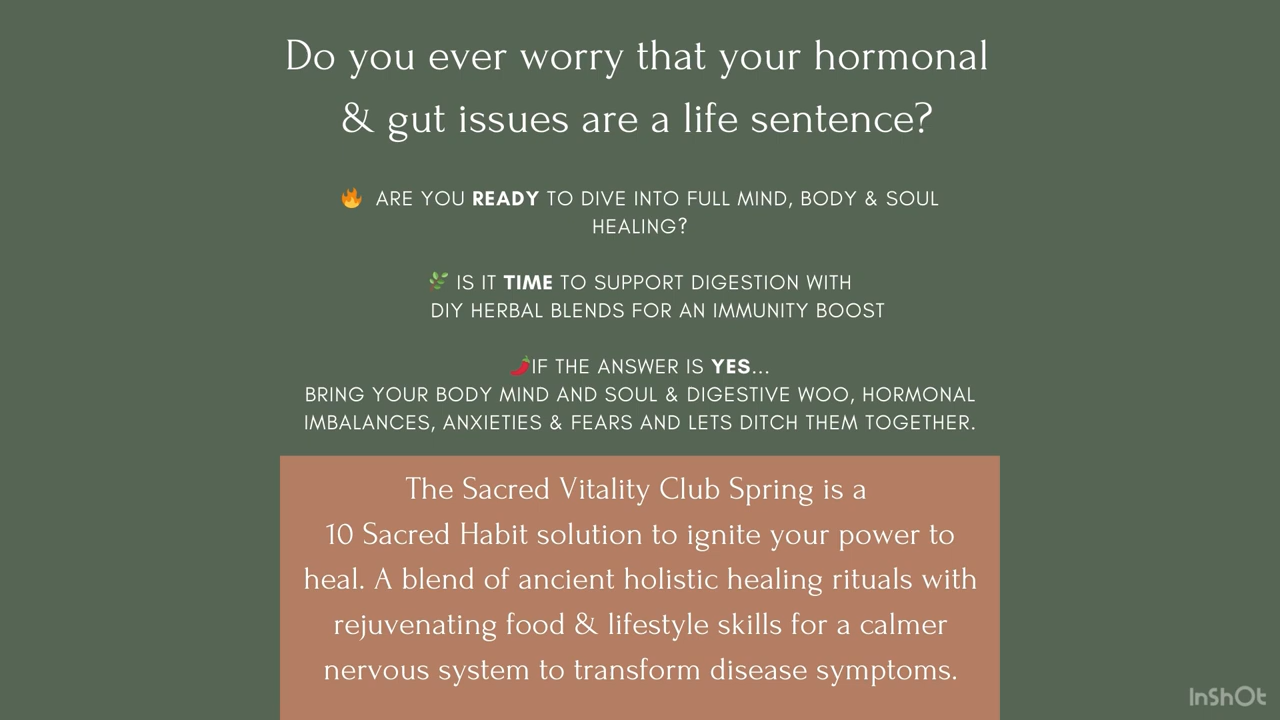 Do you ever worry that your hormonal
& gut issues are a life sentence?
🔥 ARE YOU READY TO DIVE INTO FULL MIND, BODY & SOUL
HEALING?
🌿 IS IT TIME TO SUPPORT DIGESTION WITH
DIY HERBAL BLENDS FOR AN IMMUNITY BOOST
🌶️IF THE ANSWER IS YES...
BRING YOUR BODY MIND AND SOUL & DIGESTIVE WOO, HORMONAL
IMBALANCES, ANXIETIES & FEARS AND LETS DITCH THEM TOGETHER.
The Sacred Vitality Club Spring is a
10 Sacred Habit solution to ignite your power to
heal. A blend of ancient holistic healing rituals with
rejuvenating food & lifestyle skills for a calmer
nervous system to transform disease symptoms.
InShOt